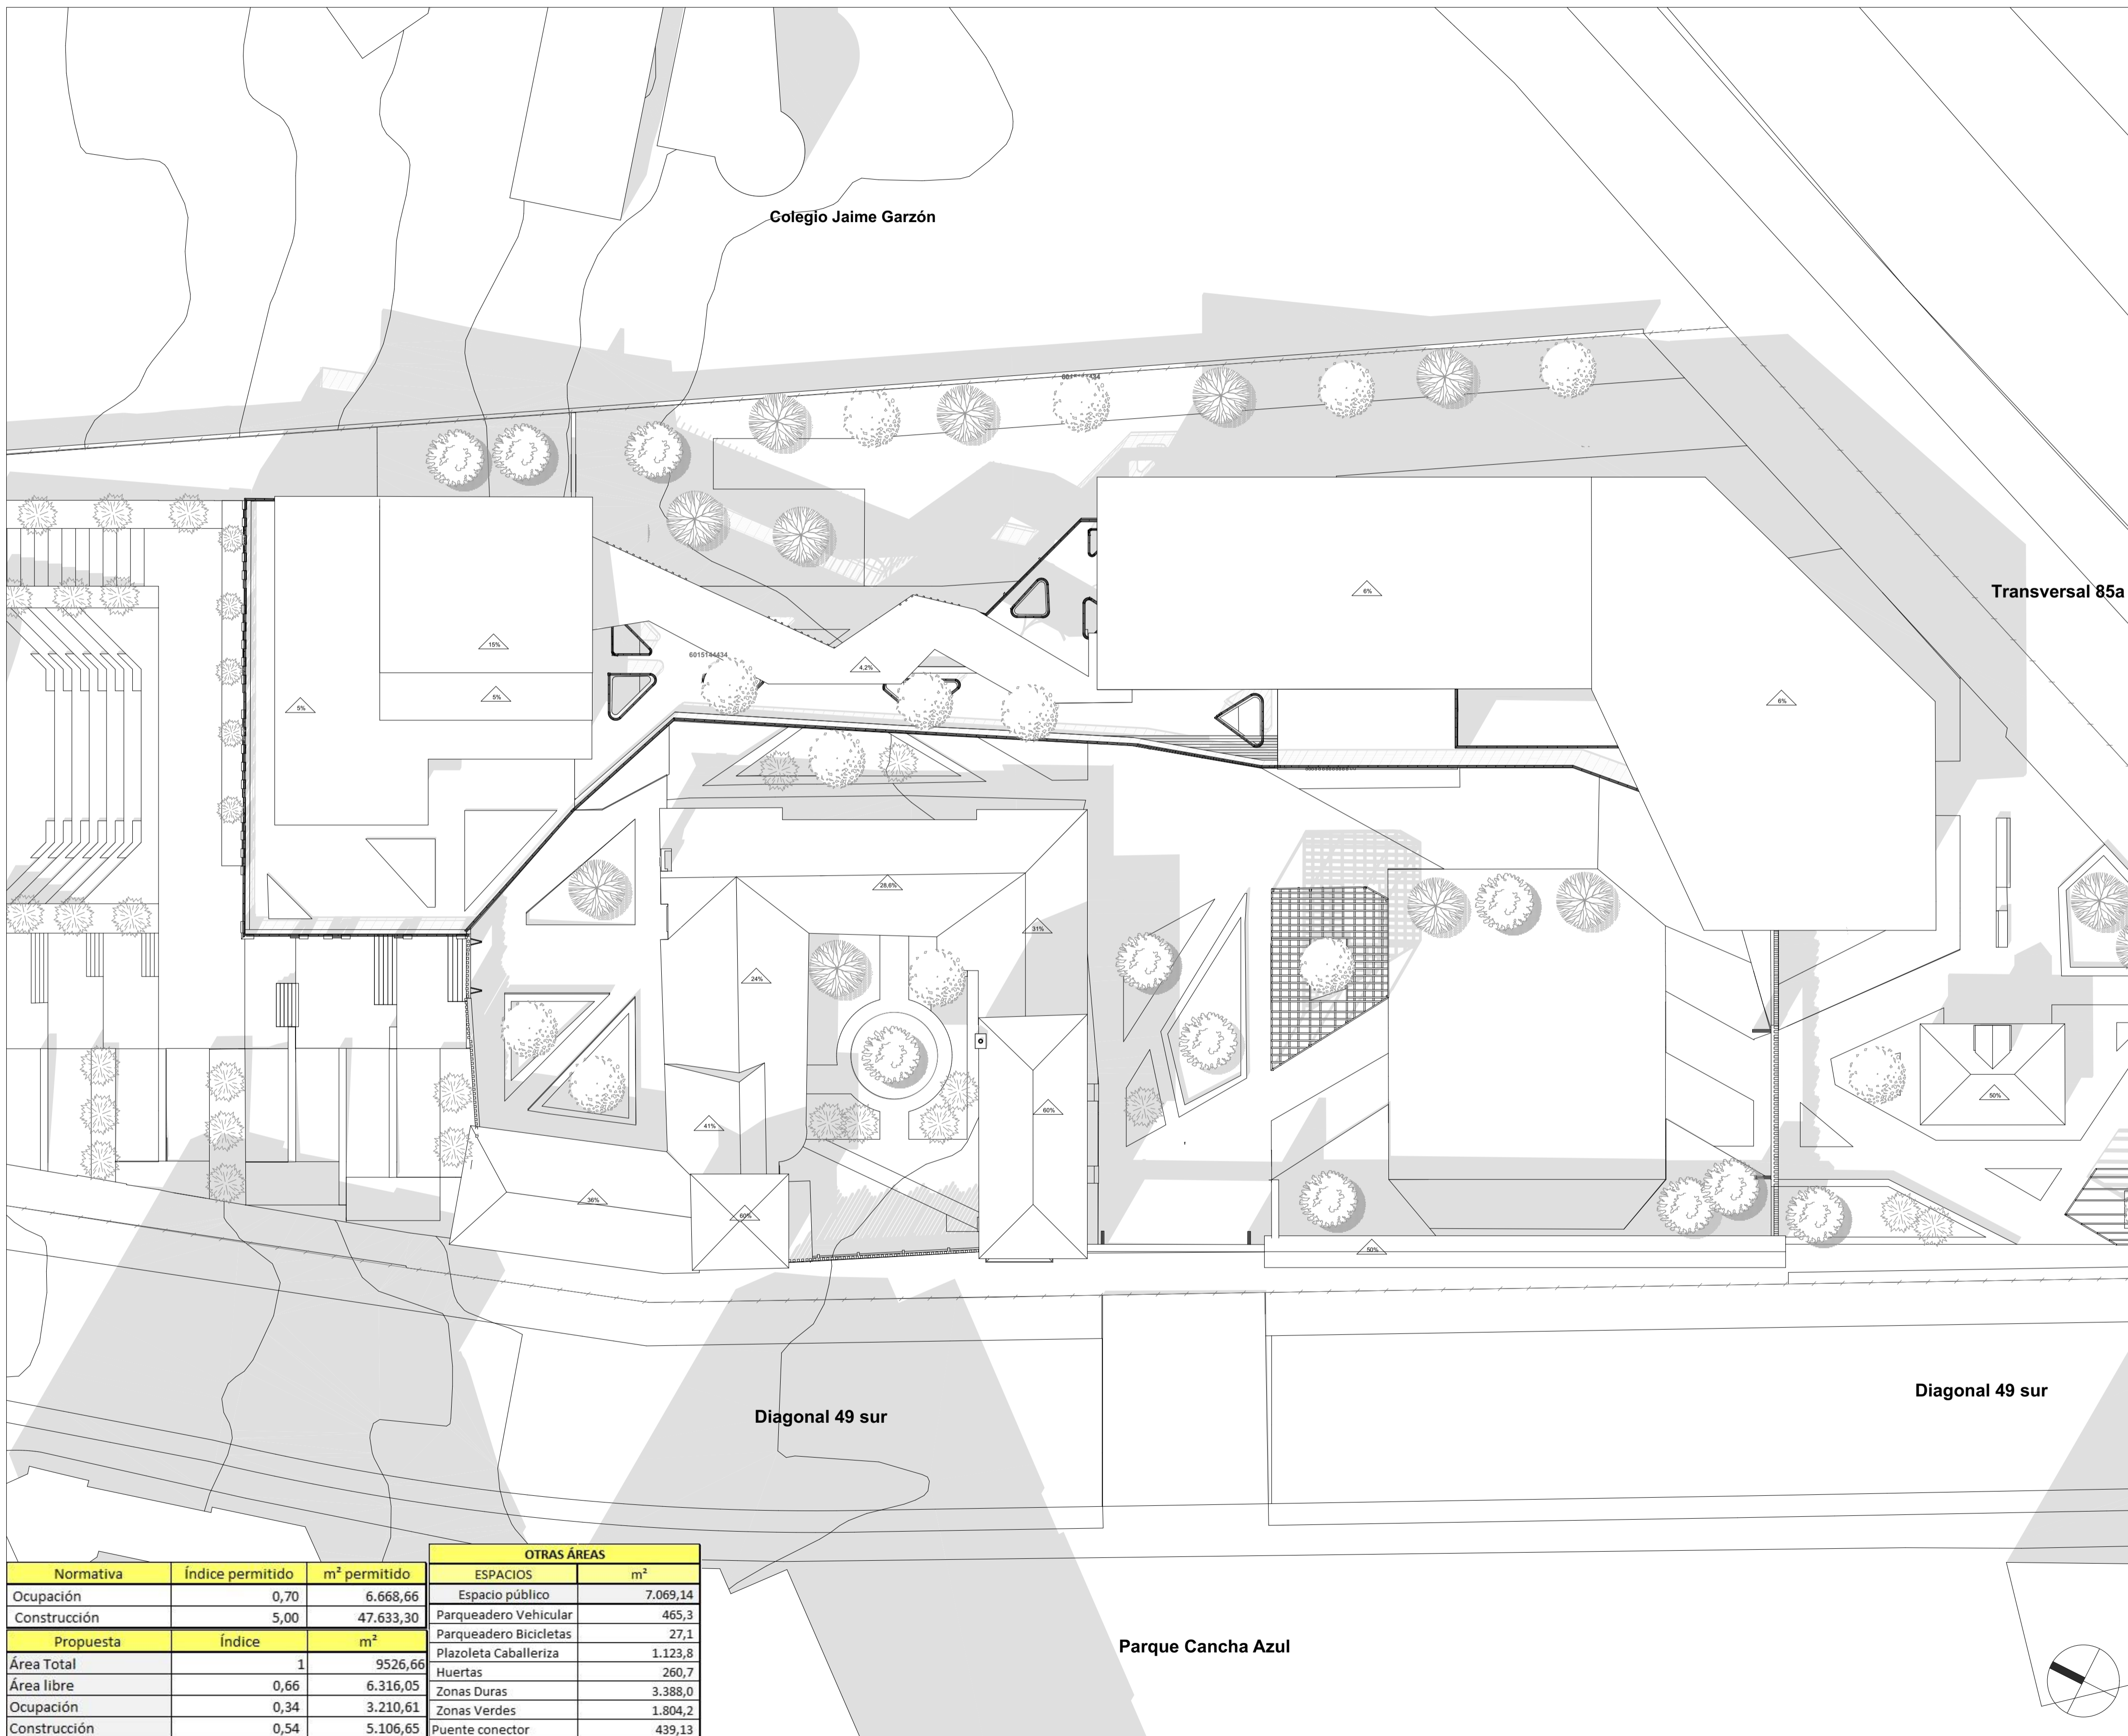 Colegio Jaime Garzón
6%
Transversal 85a
15%
6015144434
4,2%
5%
5%
6%
28,6%
31%
24%
50%
60%
41%
36%
60%
50%
Diagonal 49 sur
Diagonal 49 sur
Parque Cancha Azul
Normativa Índice permitido m² permitido
Ocupación 0,70 6.668,66
Construcción 5,00 47.633,30
Propuesta Índice m²
Área Total 1 9526,66
Área libre 0,66 6.316,05
Ocupación 0,34 3.210,61
Construcción 0,54 5.106,65
OTRAS ÁREAS
ESPACIOS m²
Espacio público 7.069,14
Parqueadero Vehicular 465,3
Parqueadero Bicicletas 27,1
Plazoleta Caballeriza 1.123,8
Huertas 260,7
Zonas Duras 3.388,0
Zonas Verdes 1.804,2
Puente conector 439,13